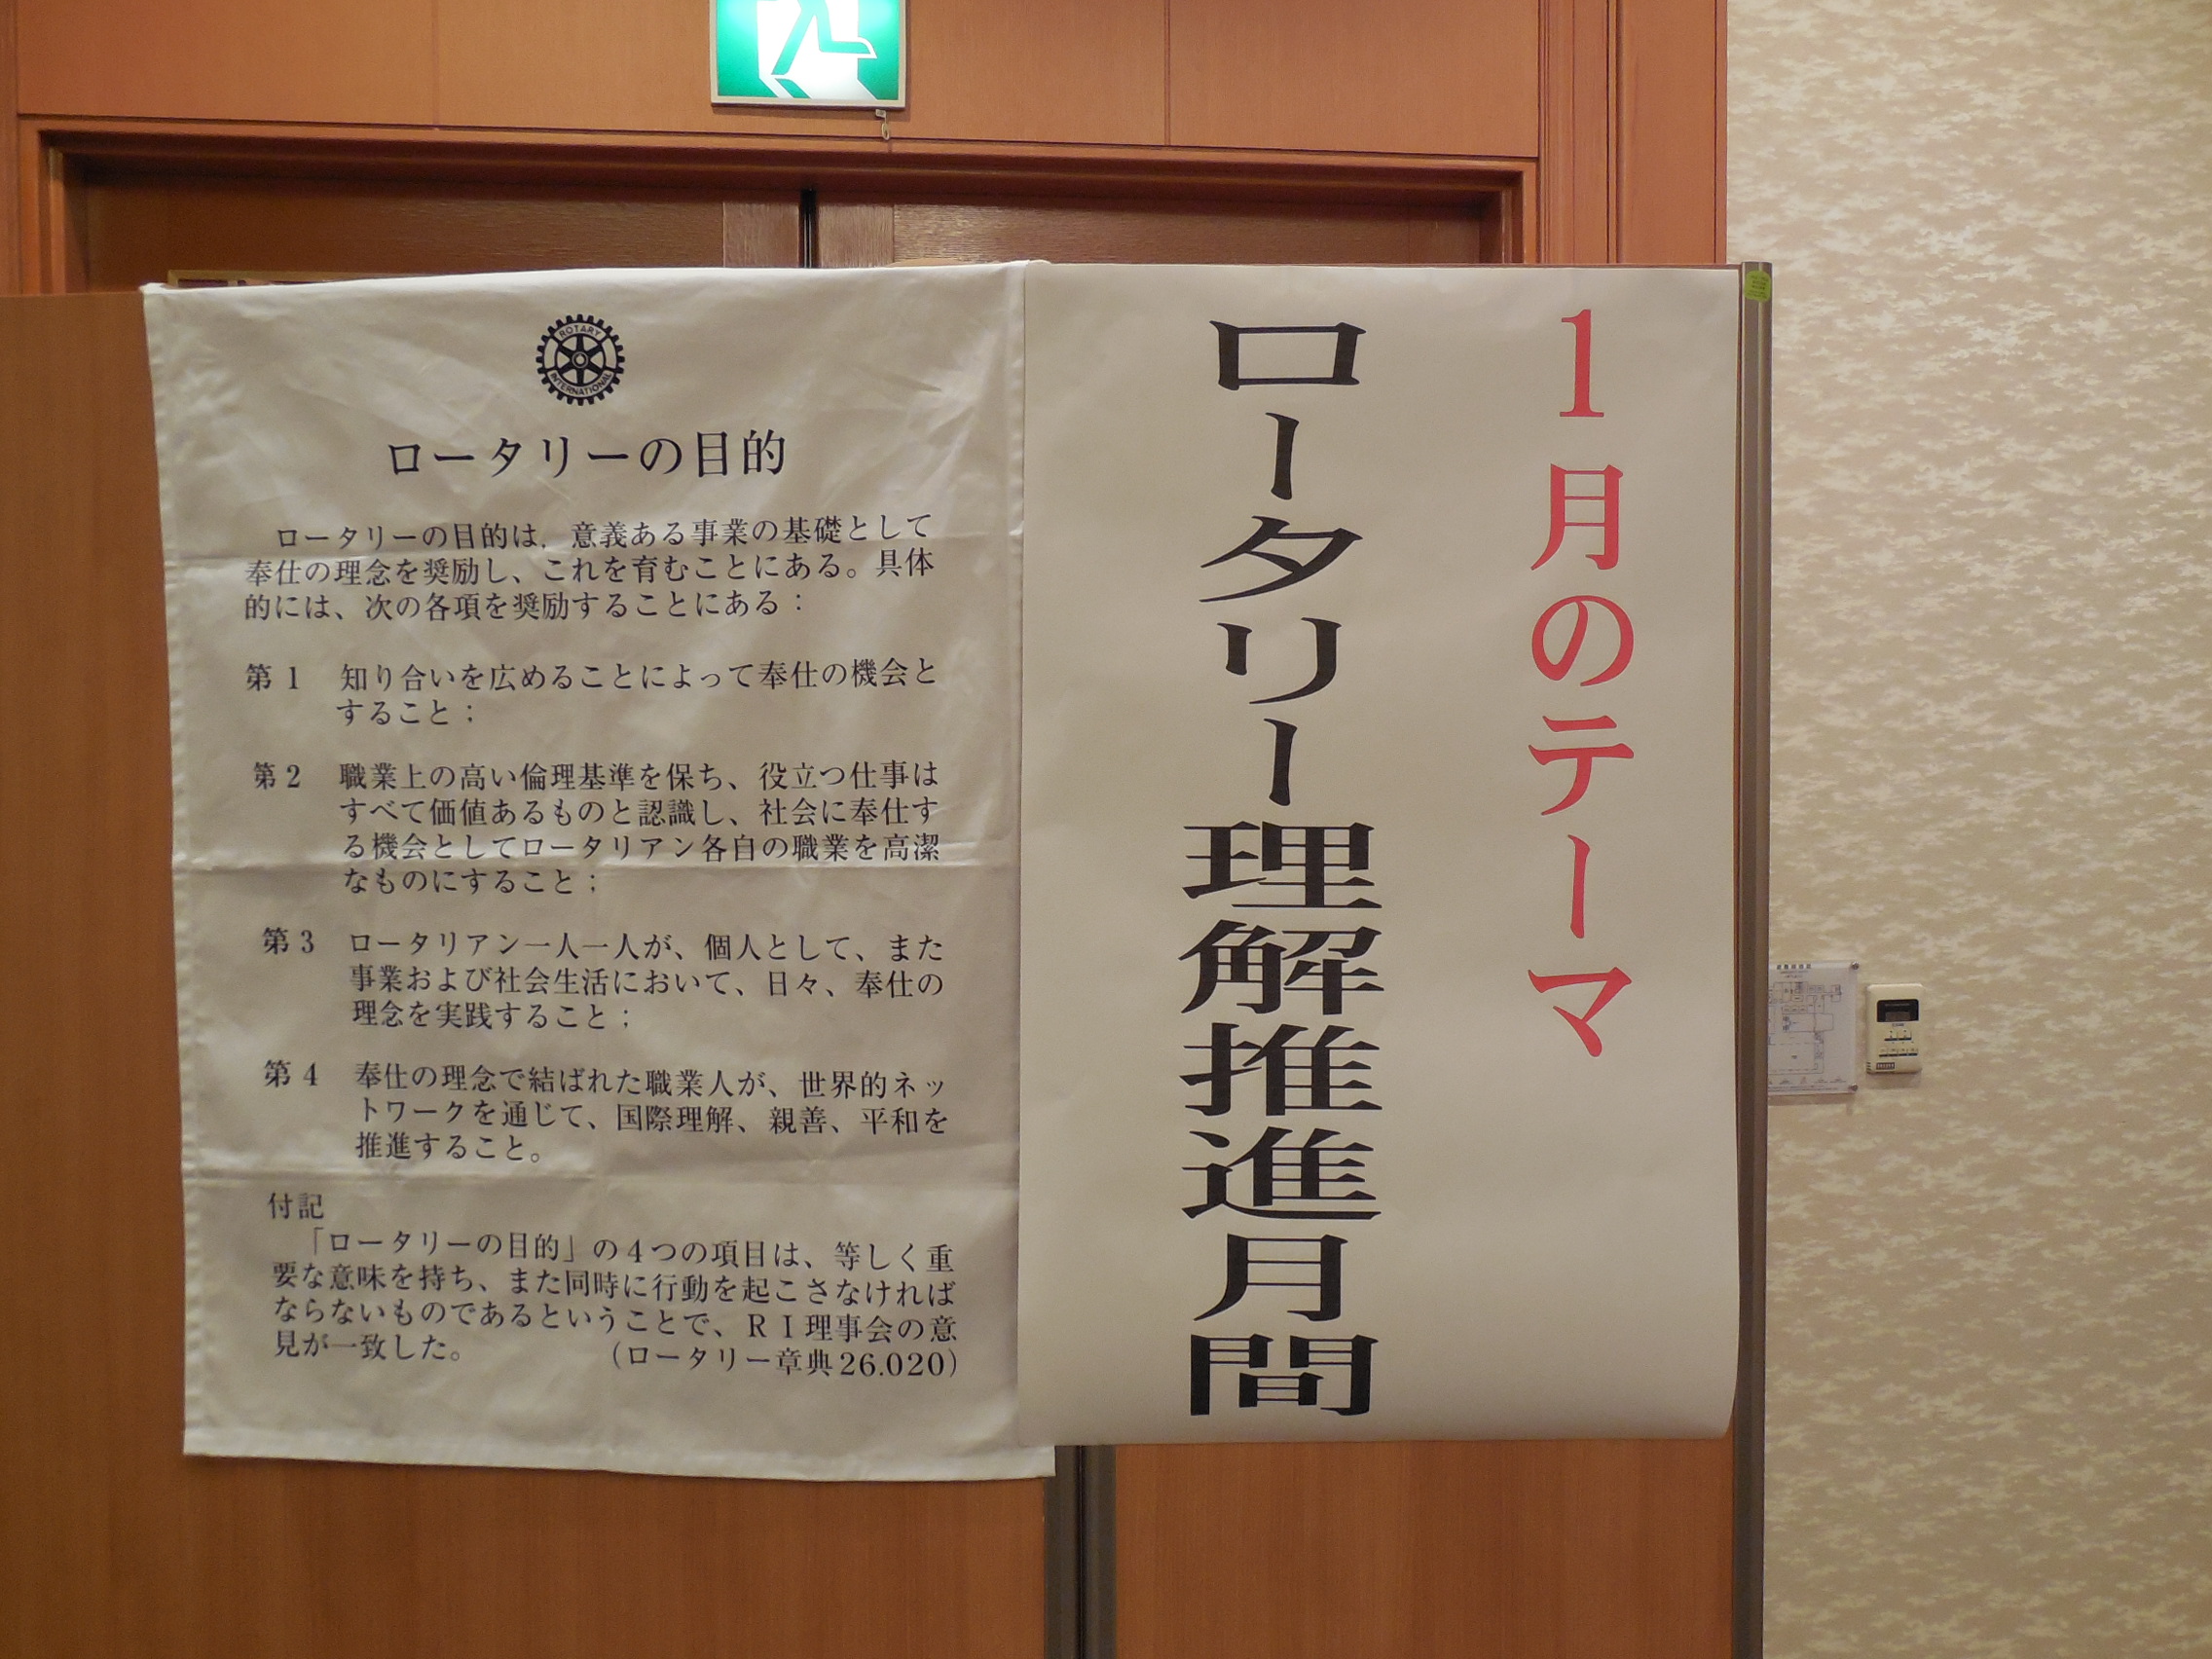 ROTARY
INTERNATIONAL
ロータリーの目的
ロータリーの目的は、意義ある事業の基礎として
奉仕の理念を奨励し、これを育むことにある。具体
的には、次の各項を奨励することにある：
第1 知り合いを広めることによって奉仕の機会と
すること；
第2 職業上の高い倫理基準を保ち、役立つ仕事は
すべて価値あるものと認識し、社会に奉仕す
る機会としてロータリアン各自の職業を高潔
なものにすること；
第3 ロータリアン一人一人が、個人として、また
事業および社会生活において、日々、奉仕の
理念を実践すること；
第4 奉仕の理念で結ばれた職業人が、世界的ネッ
トワークを通じて、国際理解、親善、平和を
推進すること。
付記
「ロータリーの目的」の4つの項目は、等しく重
要な意味を持ち、また同時に行動を起こさなければ
ならないものであるということで、ＲＩ理事会の意
見が一致した。 （ロータリー章典26.020）
1月のテーマ
ロータリー理解推進月間